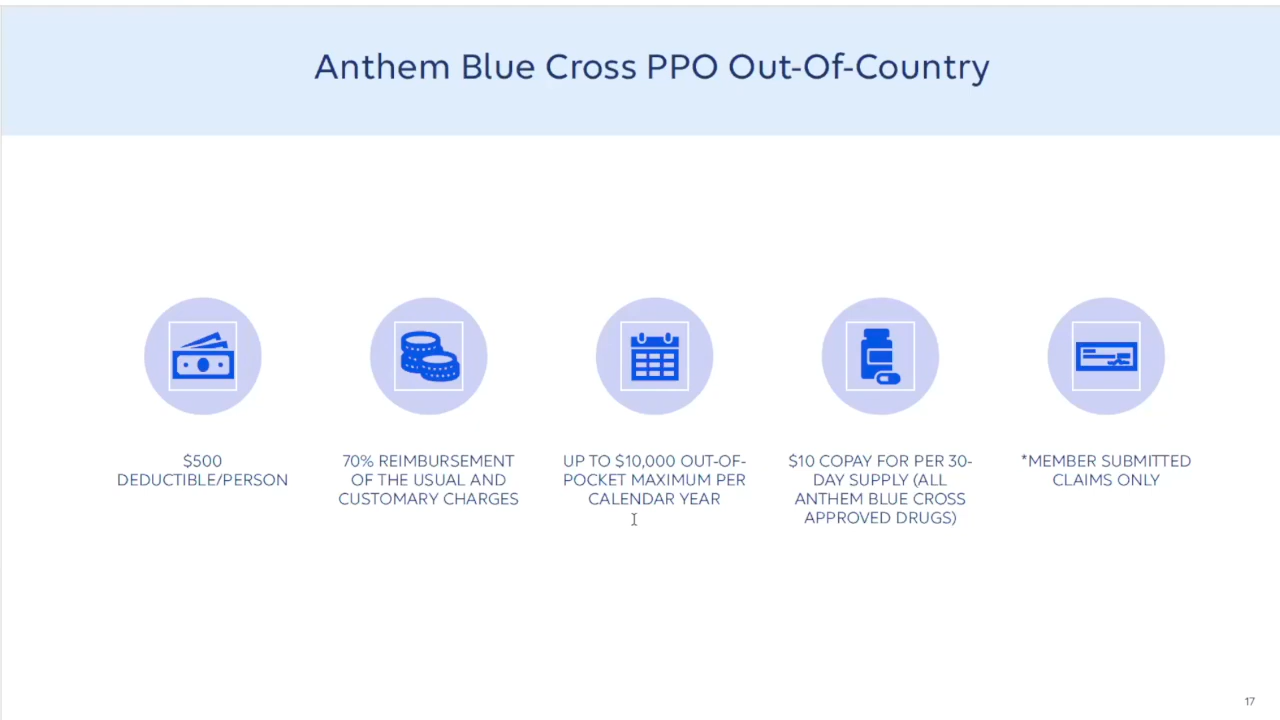 Anthem Blue Cross PPO Out-Of-Country
$500
DEDUCTIBLE/PERSON
70% REIMBURSEMENT
OF THE USUAL AND
CUSTOMARY CHARGES
UP TO $10,000 OUT-OF-
POCKET MAXIMUM PER
CALENDAR YEAR
$10 COPAY FOR PER 30-
DAY SUPPLY (ALL
ANTHEM BLUE CROSS
APPROVED DRUGS)
*MEMBER SUBMITTED
CLAIMS ONLY
17